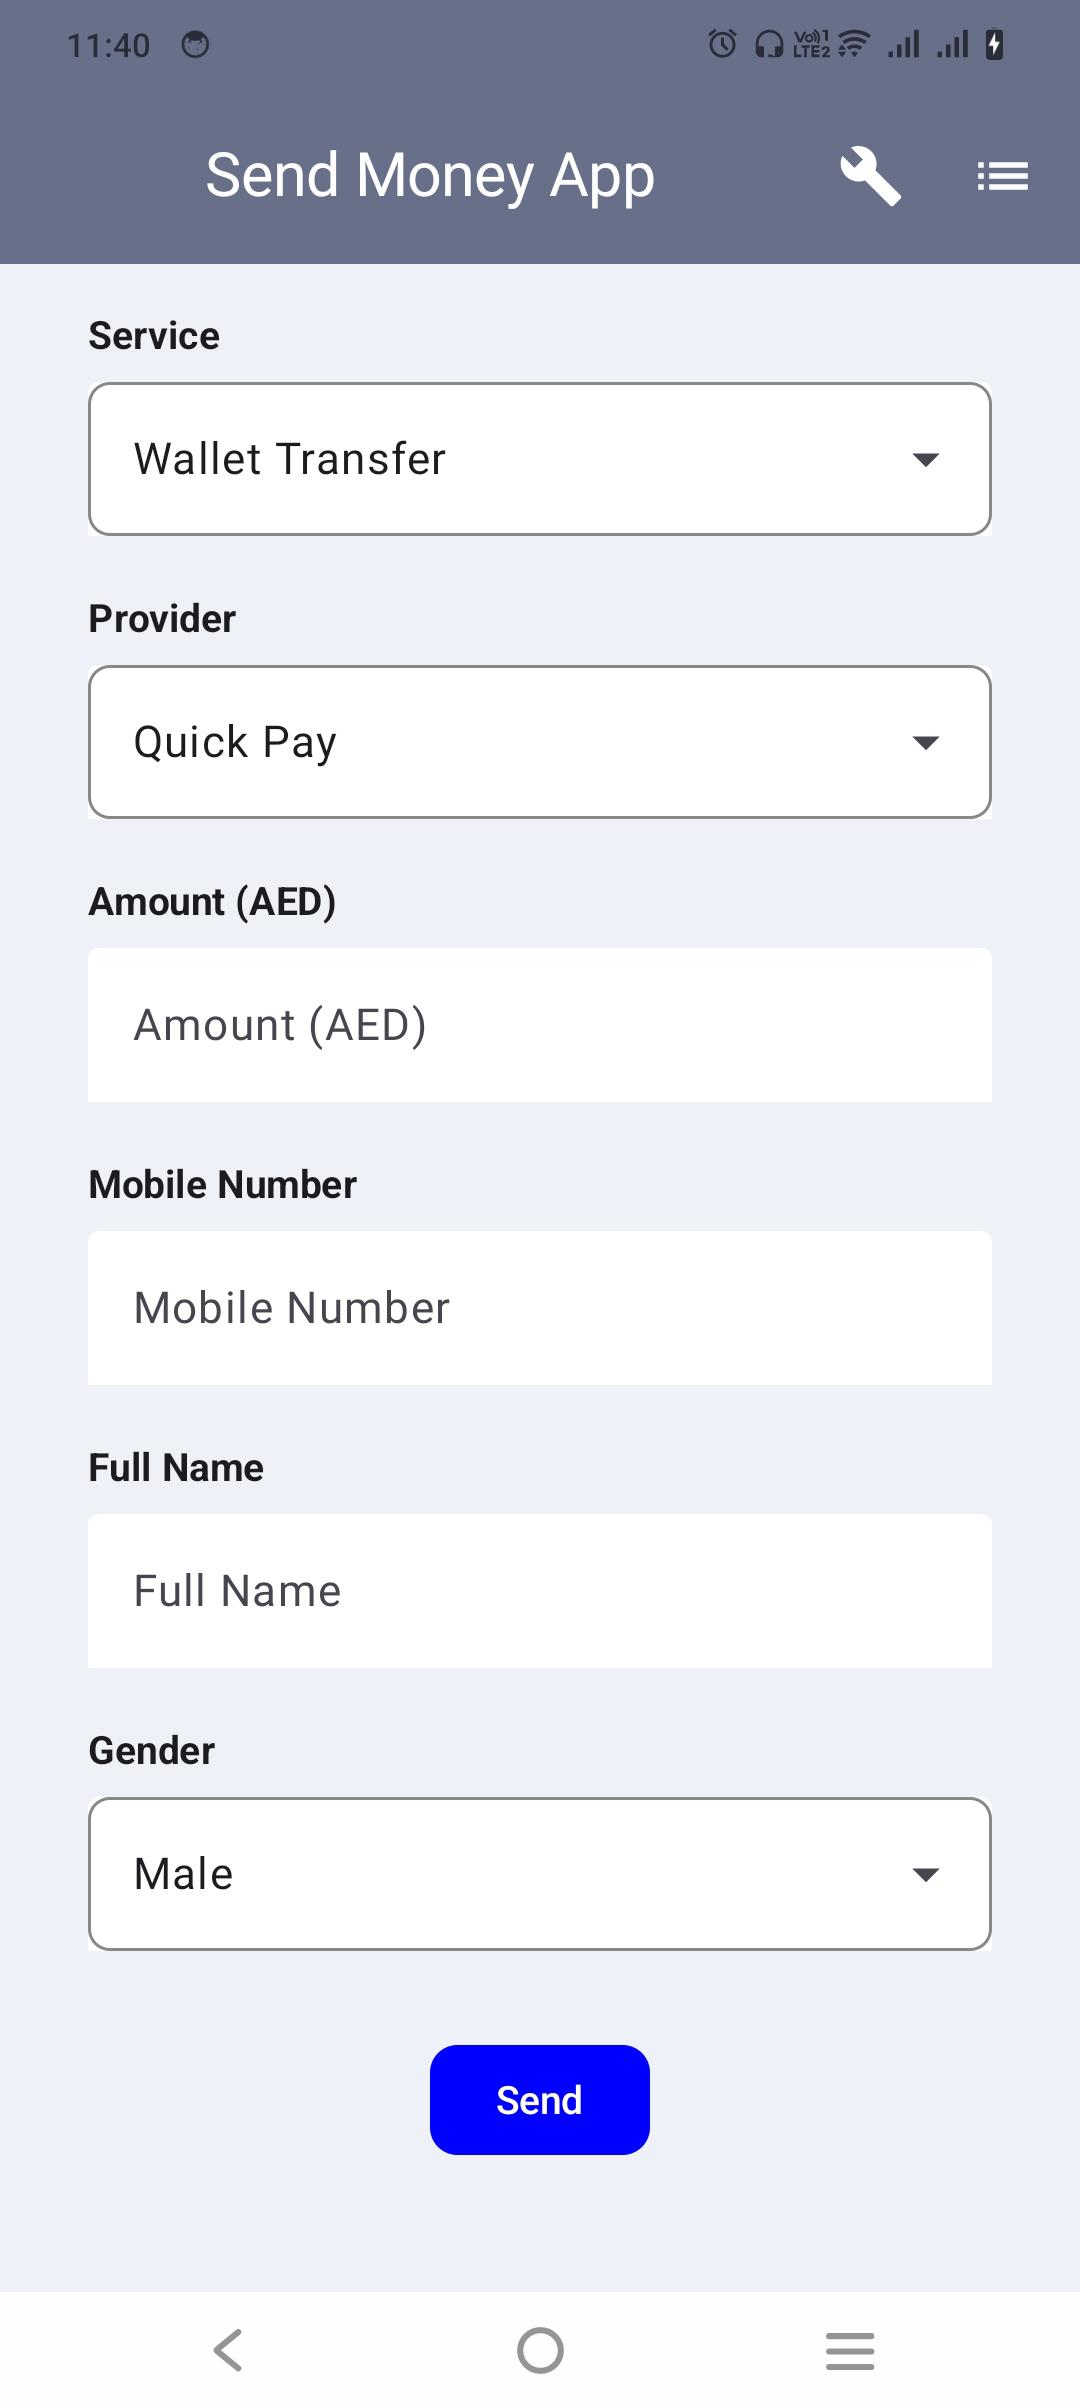 11:40
Vo)) 1
LTE2
Send Money App
Service
Wallet Transfer
Provider
Quick Pay
Amount (AED)
Amount (AED)
Mobile Number
Mobile Number
Full Name
Full Name
Gender
Male
Send